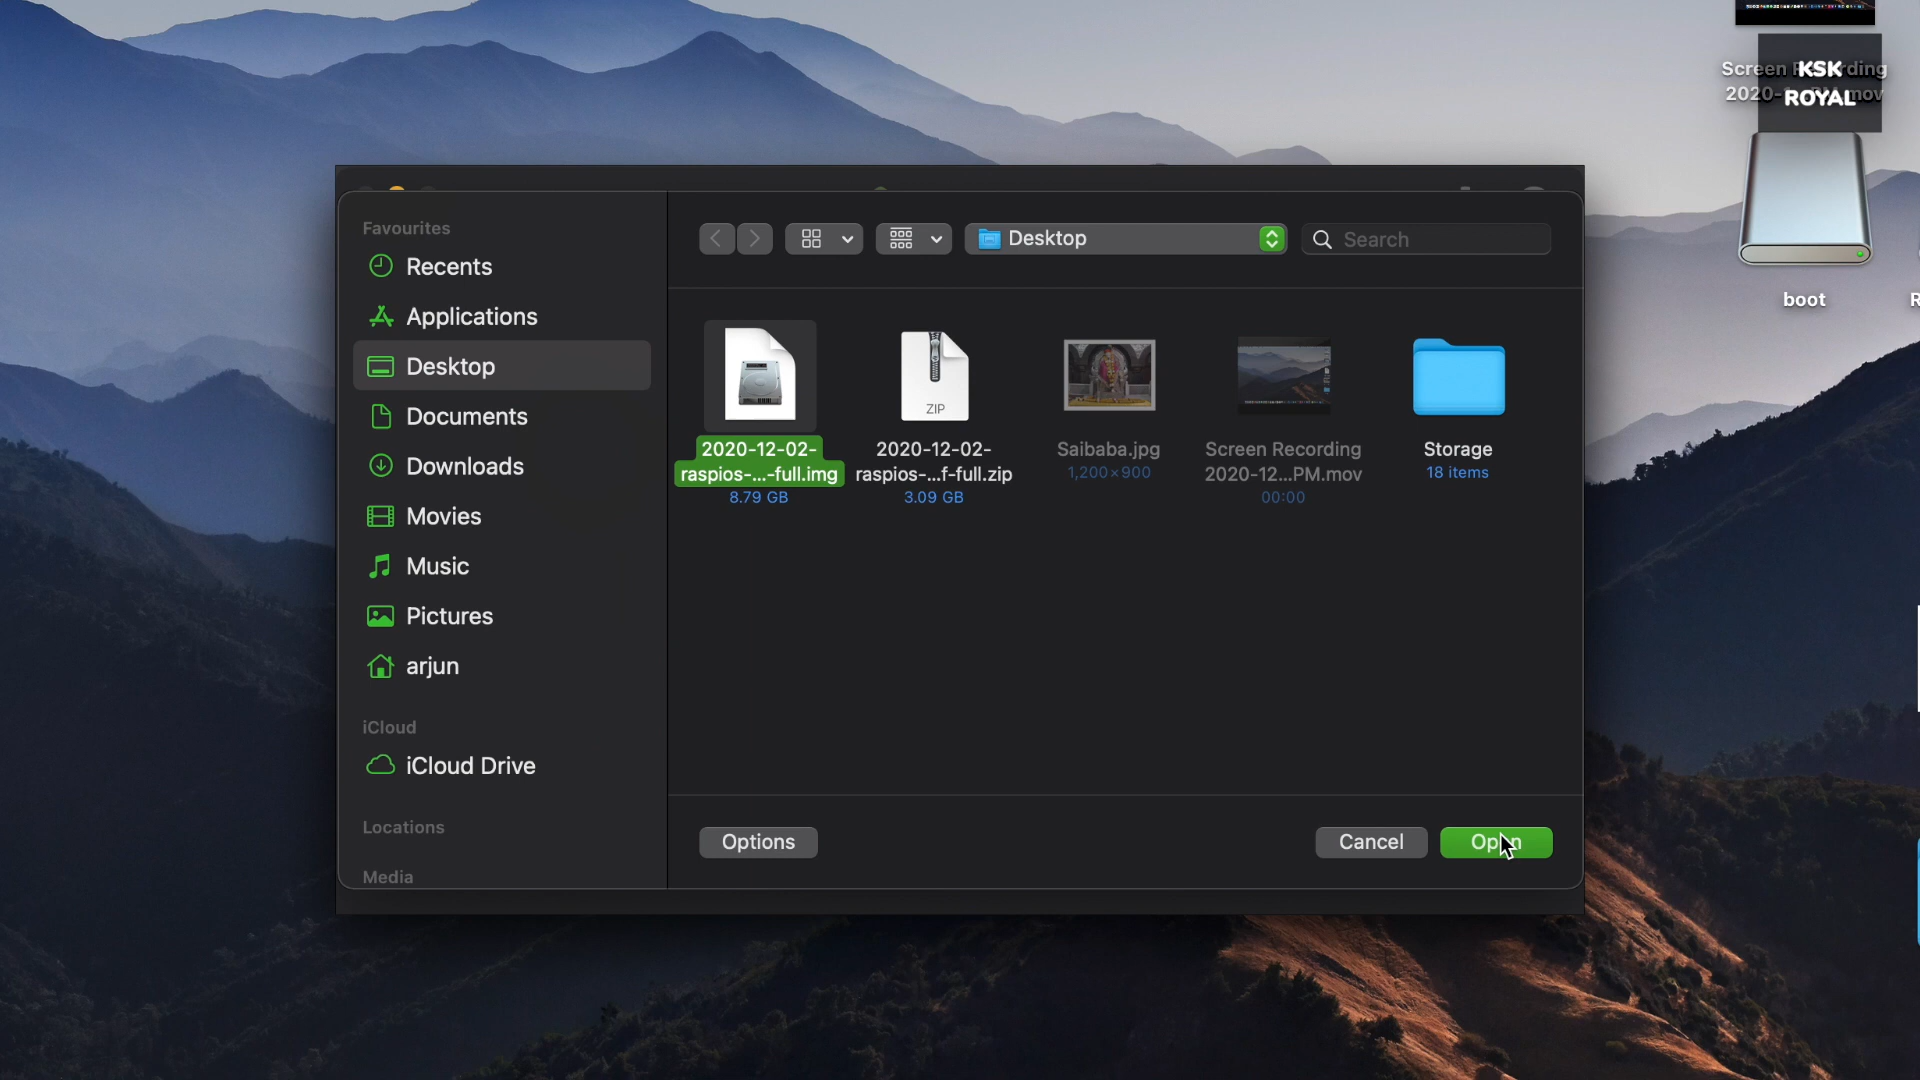 Screen
2020-
KSK
ROYAL
boot
Favourites
Recents
Applications
Desktop
Documents
Downloads
Movies
Music
Pictures
arjun
iCloud
iCloud Drive
Locations
Media
Desktop
Search
2020-12-02-
raspios-...-full.img
8.79 GB
2020-12-02-
raspios-...f-full.zip
3.09 GB
ZIP
Saibaba.jpg
1,200×900
Screen Recording
2020-12...PM.mov
00:00
Storage
18 items
Options
Cancel
Open